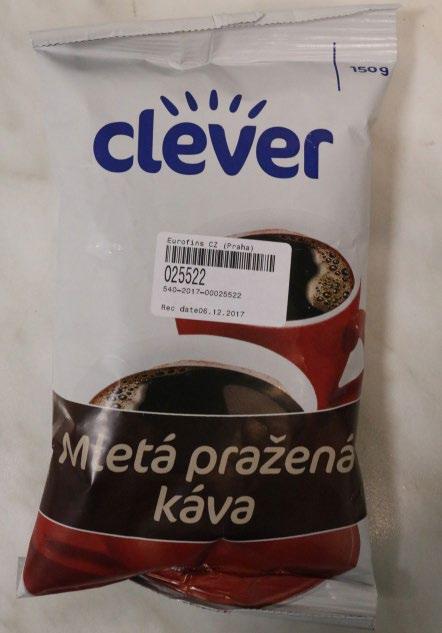 150g
clever
Eurofins CZ (Praha)
025522
540-2017-00025522
Rec date06.12.2017
Mletá pražená
káva